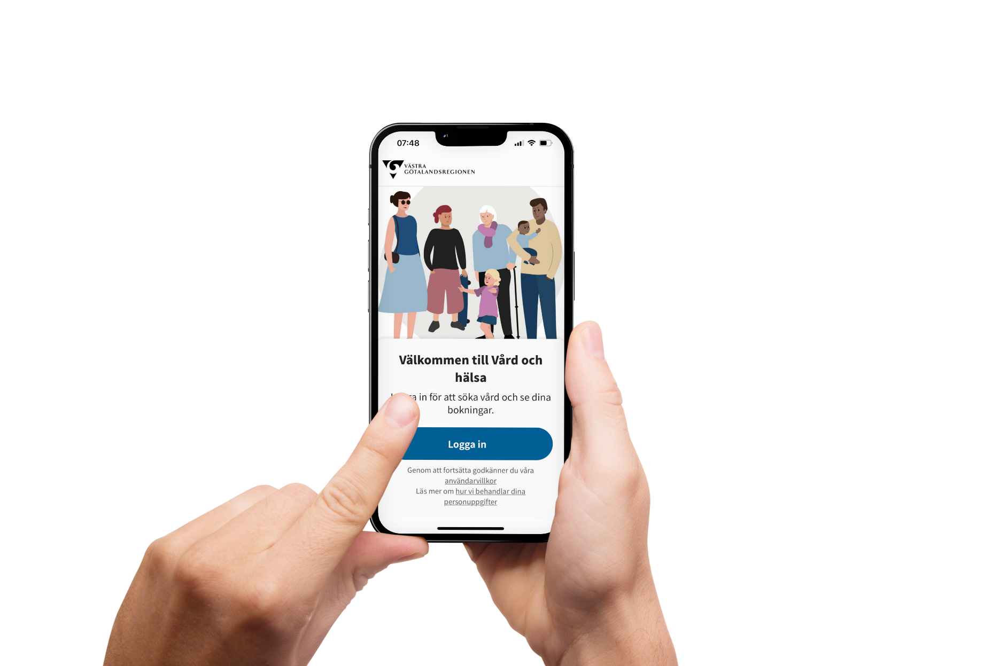 07:48
VÄSTRA
GÖTALANDSREGIONEN
Välkommen till Vård och
hälsa
in för att söka vård och se dina
bokningar.
Logga in
Genom att fortsätta godkänner du våra
användarvillkor
Läs mer om hur vi behandlar dina
personuppgifter